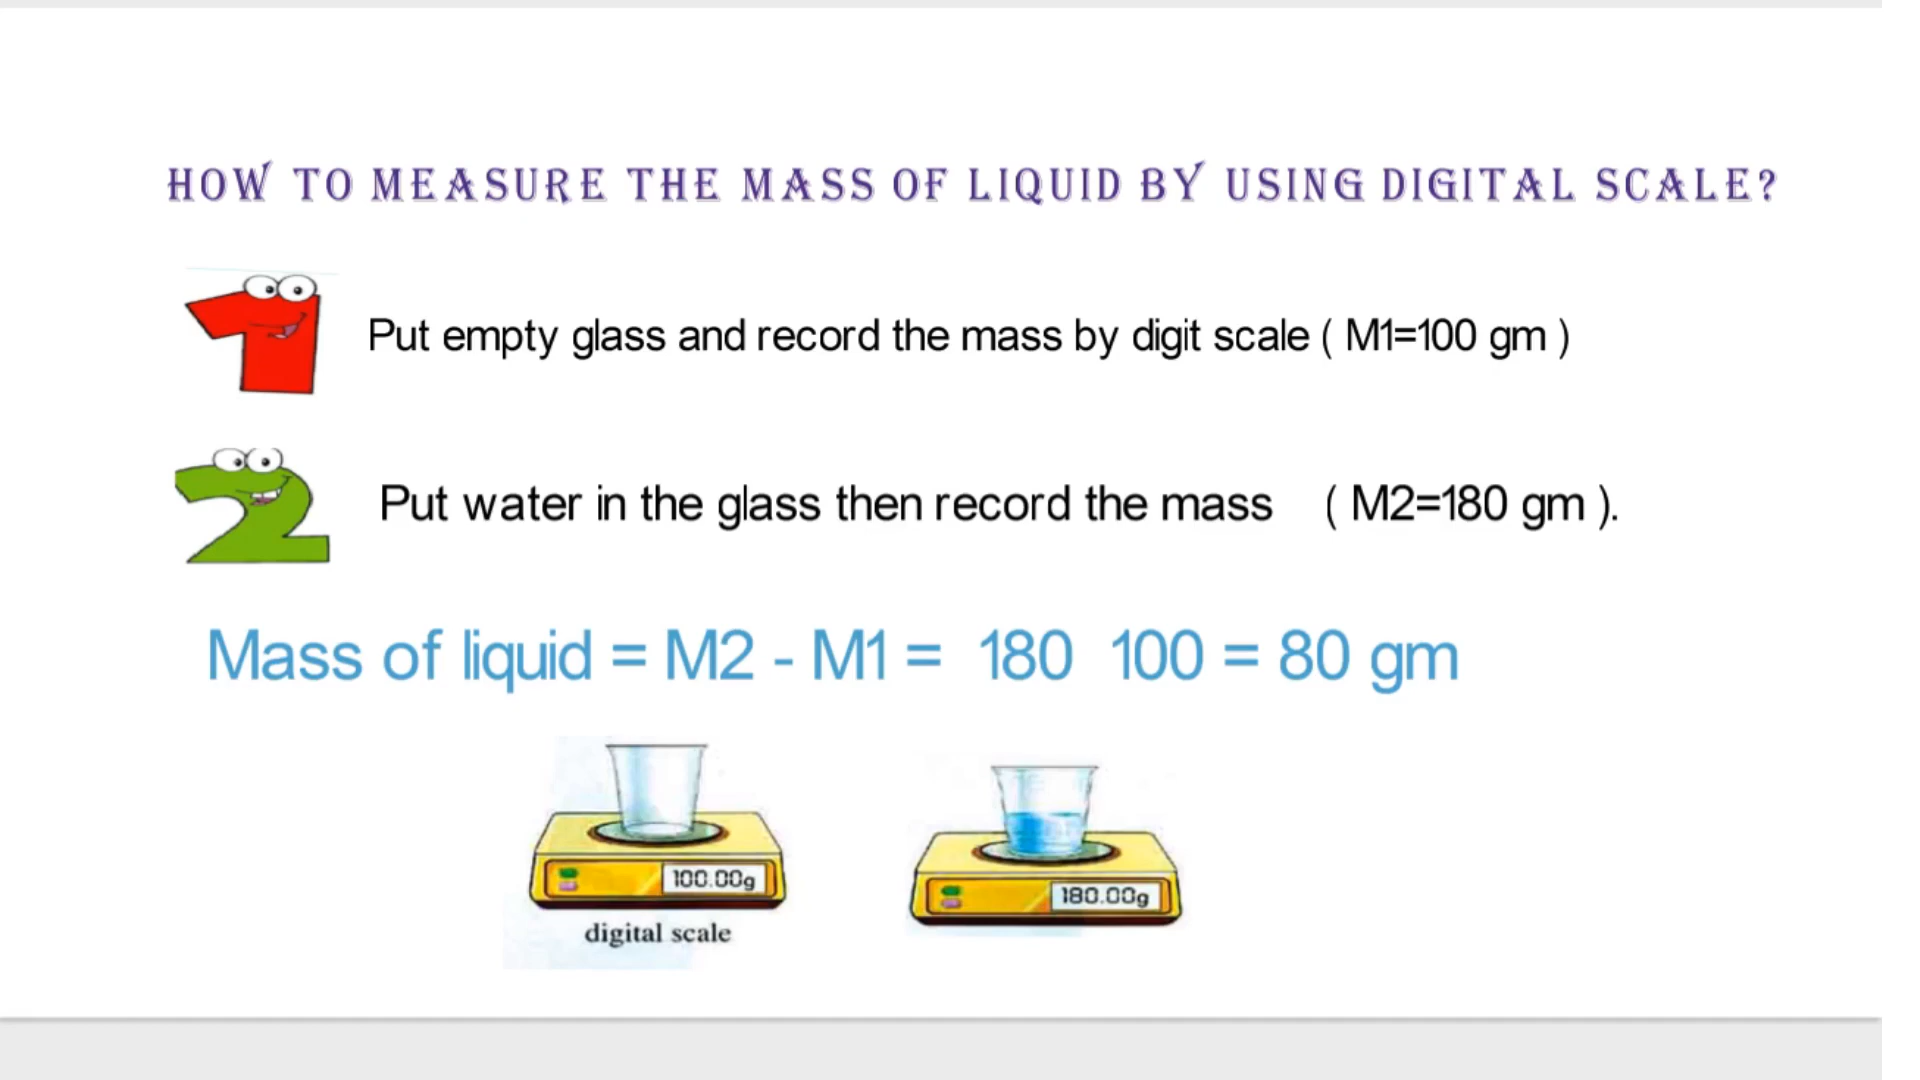 HOW TO MEASURE THE MASS OF LIQUID BY USING DIGITAL SCALE?
1 Put empty glass and record the mass by digit scale ( M1=100 gm )
2 Put water in the glass then record the mass ( M2=180 gm ).
Mass of liquid = M2 - M1 = 180 100 = 80 gm
100.00g
180.00g
digital scale